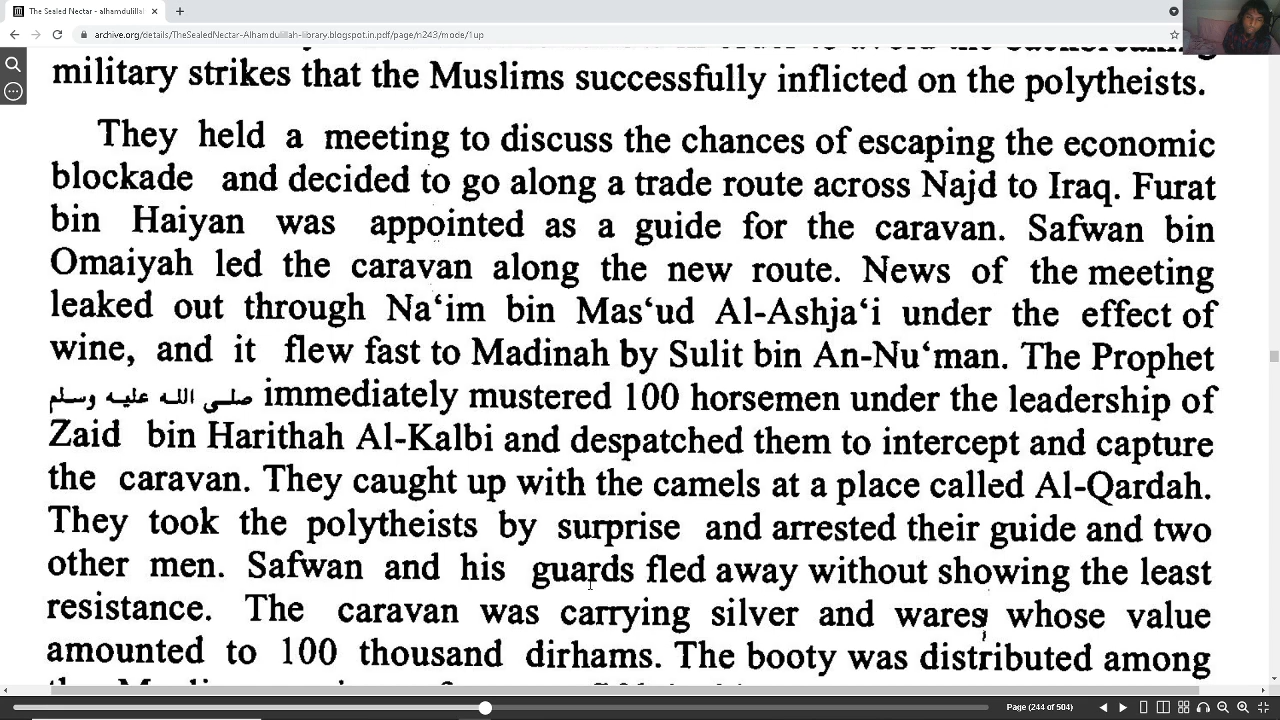 The Sealed Nectar - alhamdulillal
archive.org/details/TheSealedNectar-Alhamdulillah-library.blogspot.in.pdf/page/n243/mode/1up
military strikes that the Muslims successfully inflicted on the polytheists.
They held a meeting to discuss the chances of escaping the economic
blockade and decided to go along a trade route across Najd to Iraq. Furat
bin Haiyan was appointed as a guide for the caravan. Safwan bin
Omaiyah led the caravan along the new route. News of the meeting
leaked out through Na‘im bin Mas‘ud Al-Ashja‘i under the effect of
wine, and it flew fast to Madinah by Sulit bin An-Nu‘man. The Prophet
صلى الله عليه وسلم immediately mustered 100 horsemen under the leadership of
Zaid bin Harithah Al-Kalbi and despatched them to intercept and capture
the caravan. They caught up with the camels at a place called Al-Qardah.
They took the polytheists by surprise and arrested their guide and two
other men. Safwan and his guards fled away without showing the least
resistance. The caravan was carrying silver and wares whose value
amounted to 100 thousand dirhams. The booty was distributed among
Page (244 of 504)